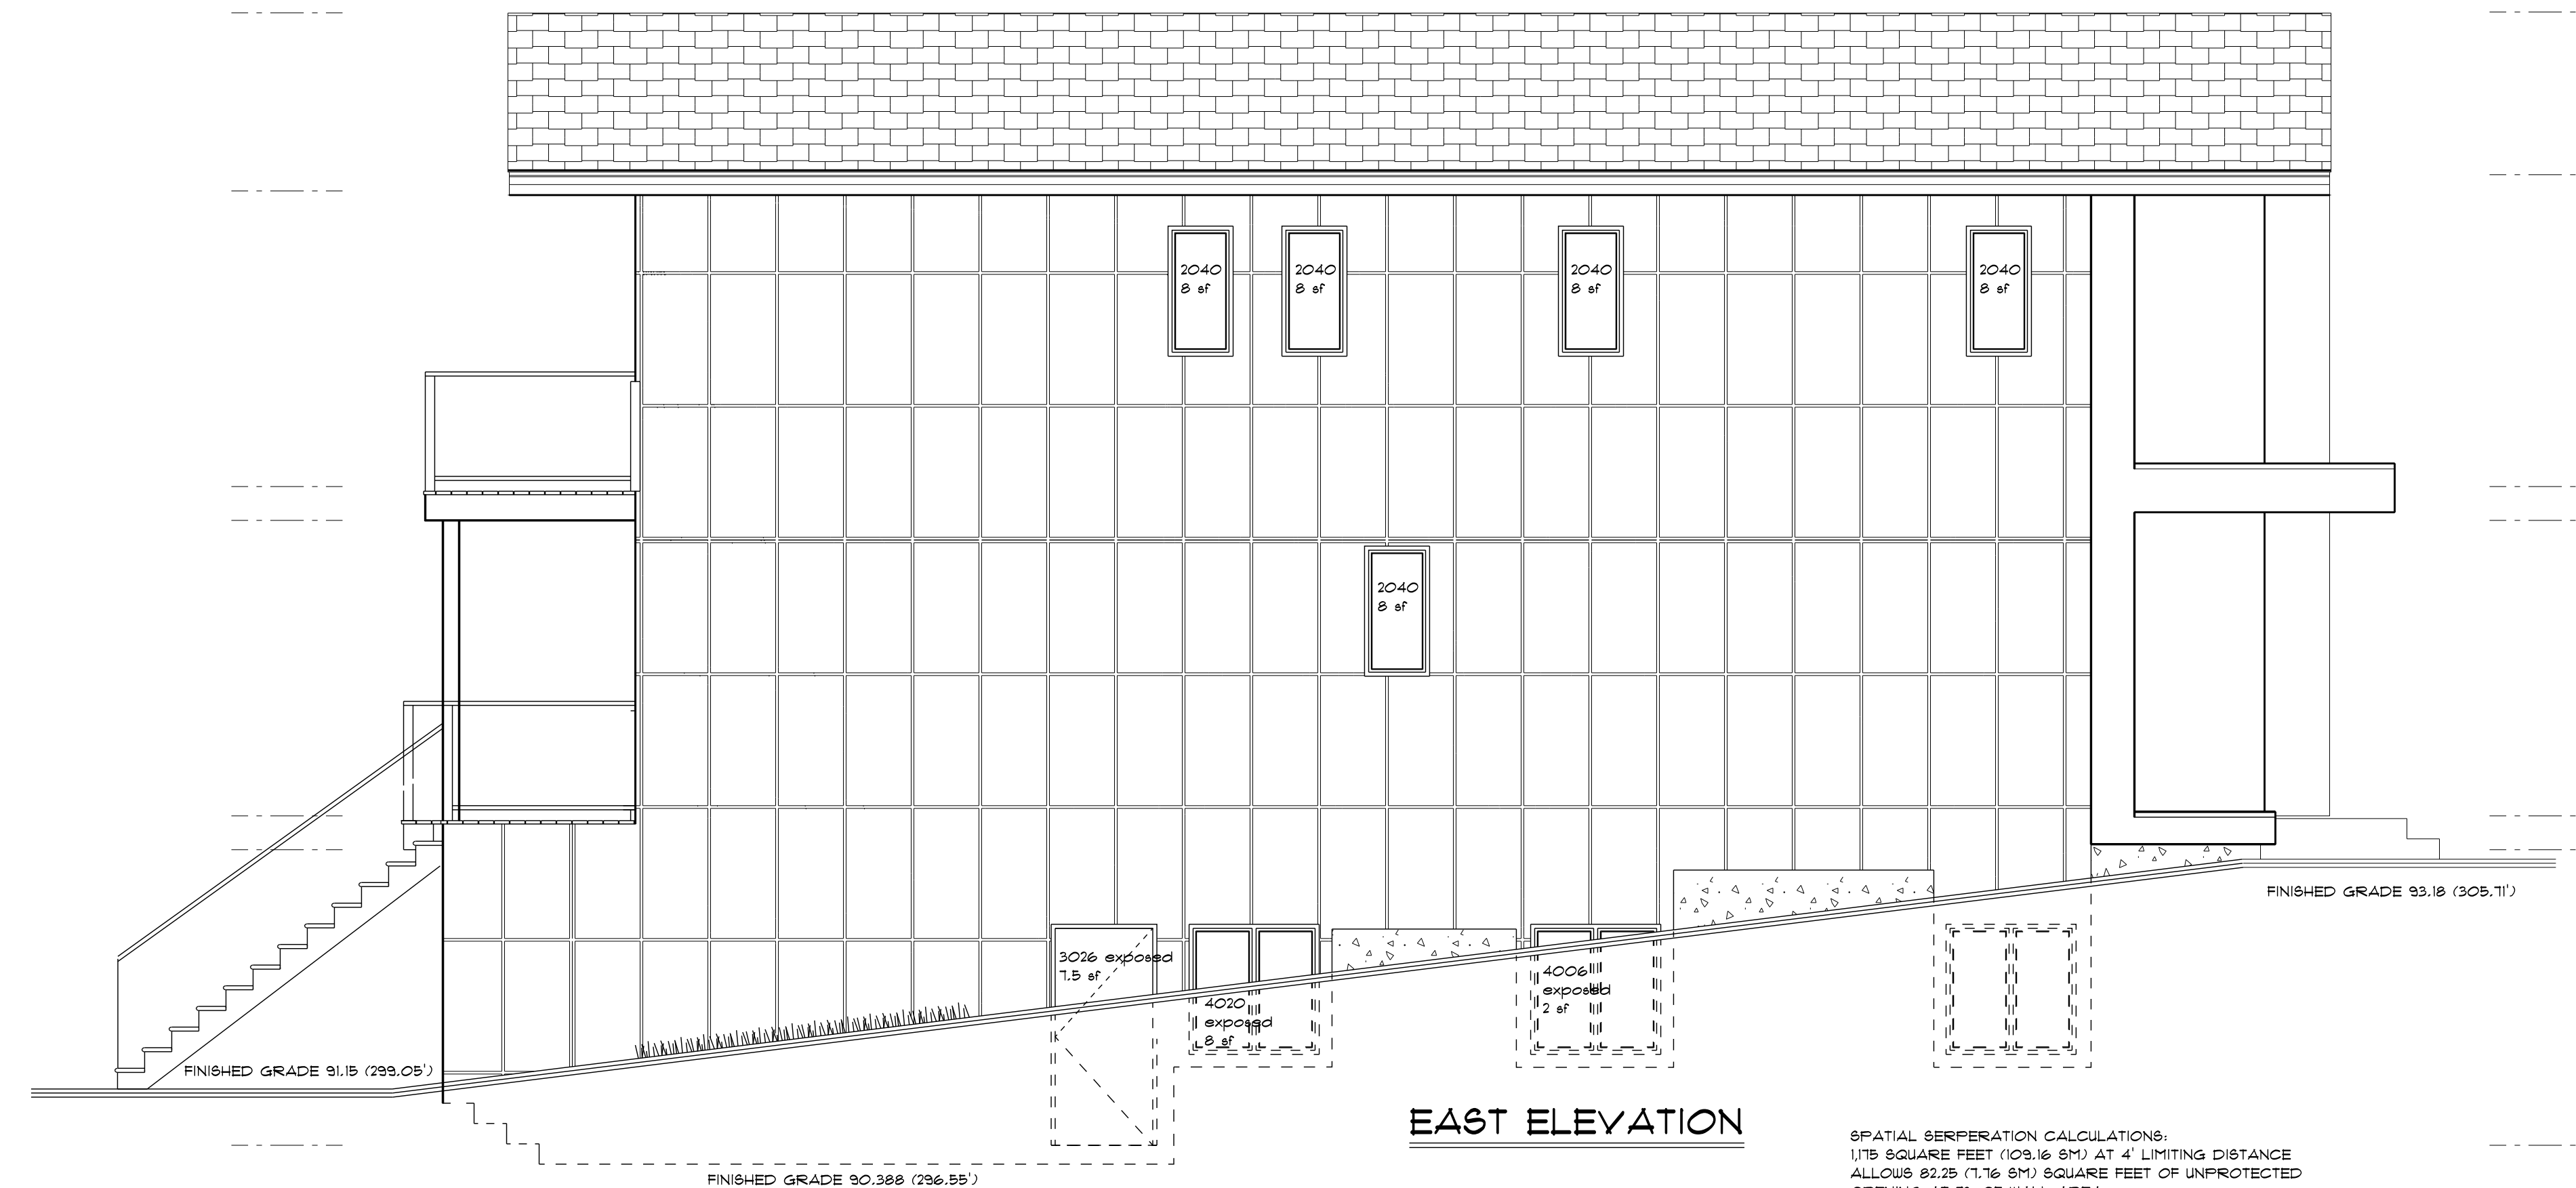 2040
8 sf
2040
8 sf
2040
8 sf
2040
8 sf
2040
8 sf
FINISHED GRADE 93.18 (305.71')
3026 exposed
7.5 sf
4020
exposed
8 sf
4006
exposed
2 sf
FINISHED GRADE 91.15 (299.05')
EAST ELEVATION
FINISHED GRADE 90.388 (296.55')
SPATIAL SERPERATION CALCULATIONS:
1,175 SQUARE FEET (109.16 SM) AT 4' LIMITING DISTANCE
ALLOWS 82.25 (7.76 SM) SQUARE FEET OF UNPROTECTED